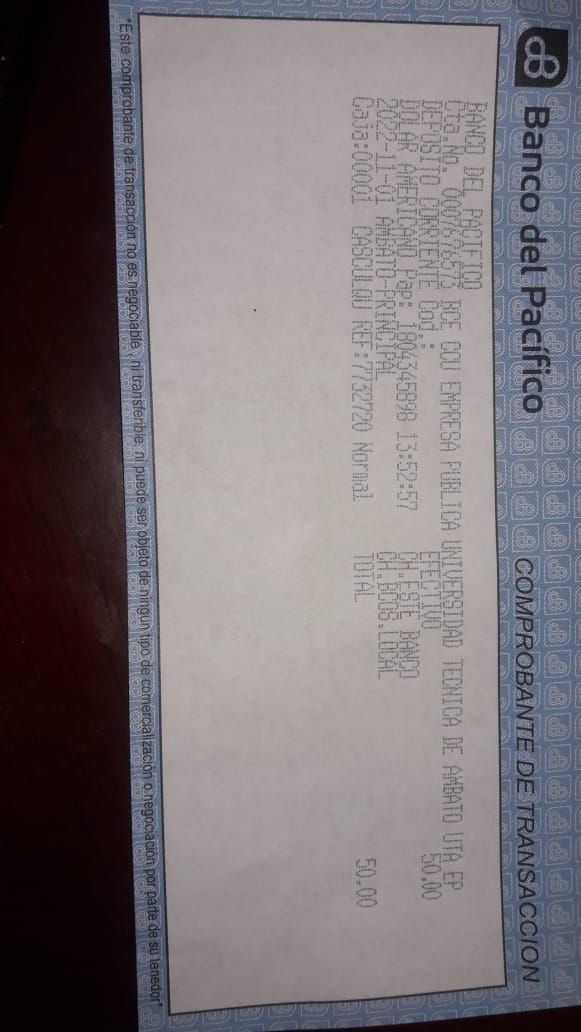 Banco del Pacífico
COMPROBANTE DE TRANSACCION
BANCO DEL PACIFICO
Cta.No. 0007676573 BCE CCU EMPRESA PUBLICA UNIVERSIDAD TECNICA DE AMBATO UTA EP
DEPOSITO CORRIENTE Cod.: EFECTIVO 50.00
DOLAR AMERICANO Pap: 1804345898 13:52:57 CH.ESTE BANCO
2022-11-01 AMBATO-PRINCIPAL CH.BCOS.LOCAL
Caja:00001 CASCULQU REF:7732720 Normal TOTAL 50.00
*Este comprobante de transacción no es negociable, ni transferible, ni puede ser objeto de ningun tipo de comercialización o negociación por parte de su tenedor*